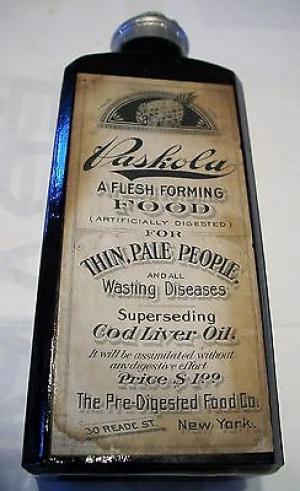 Paskola
A FLESH FORMING
FOOD
(ARTIFICIALLY DIGESTED)
FOR
THIN, PALE PEOPLE,
AND ALL
Wasting Diseases
Superseding
Cod Liver Oil.
It will be assimilated without
any digestive effort
Price $1.00
The Pre-Digested Food Co.
30 READE ST. New York.